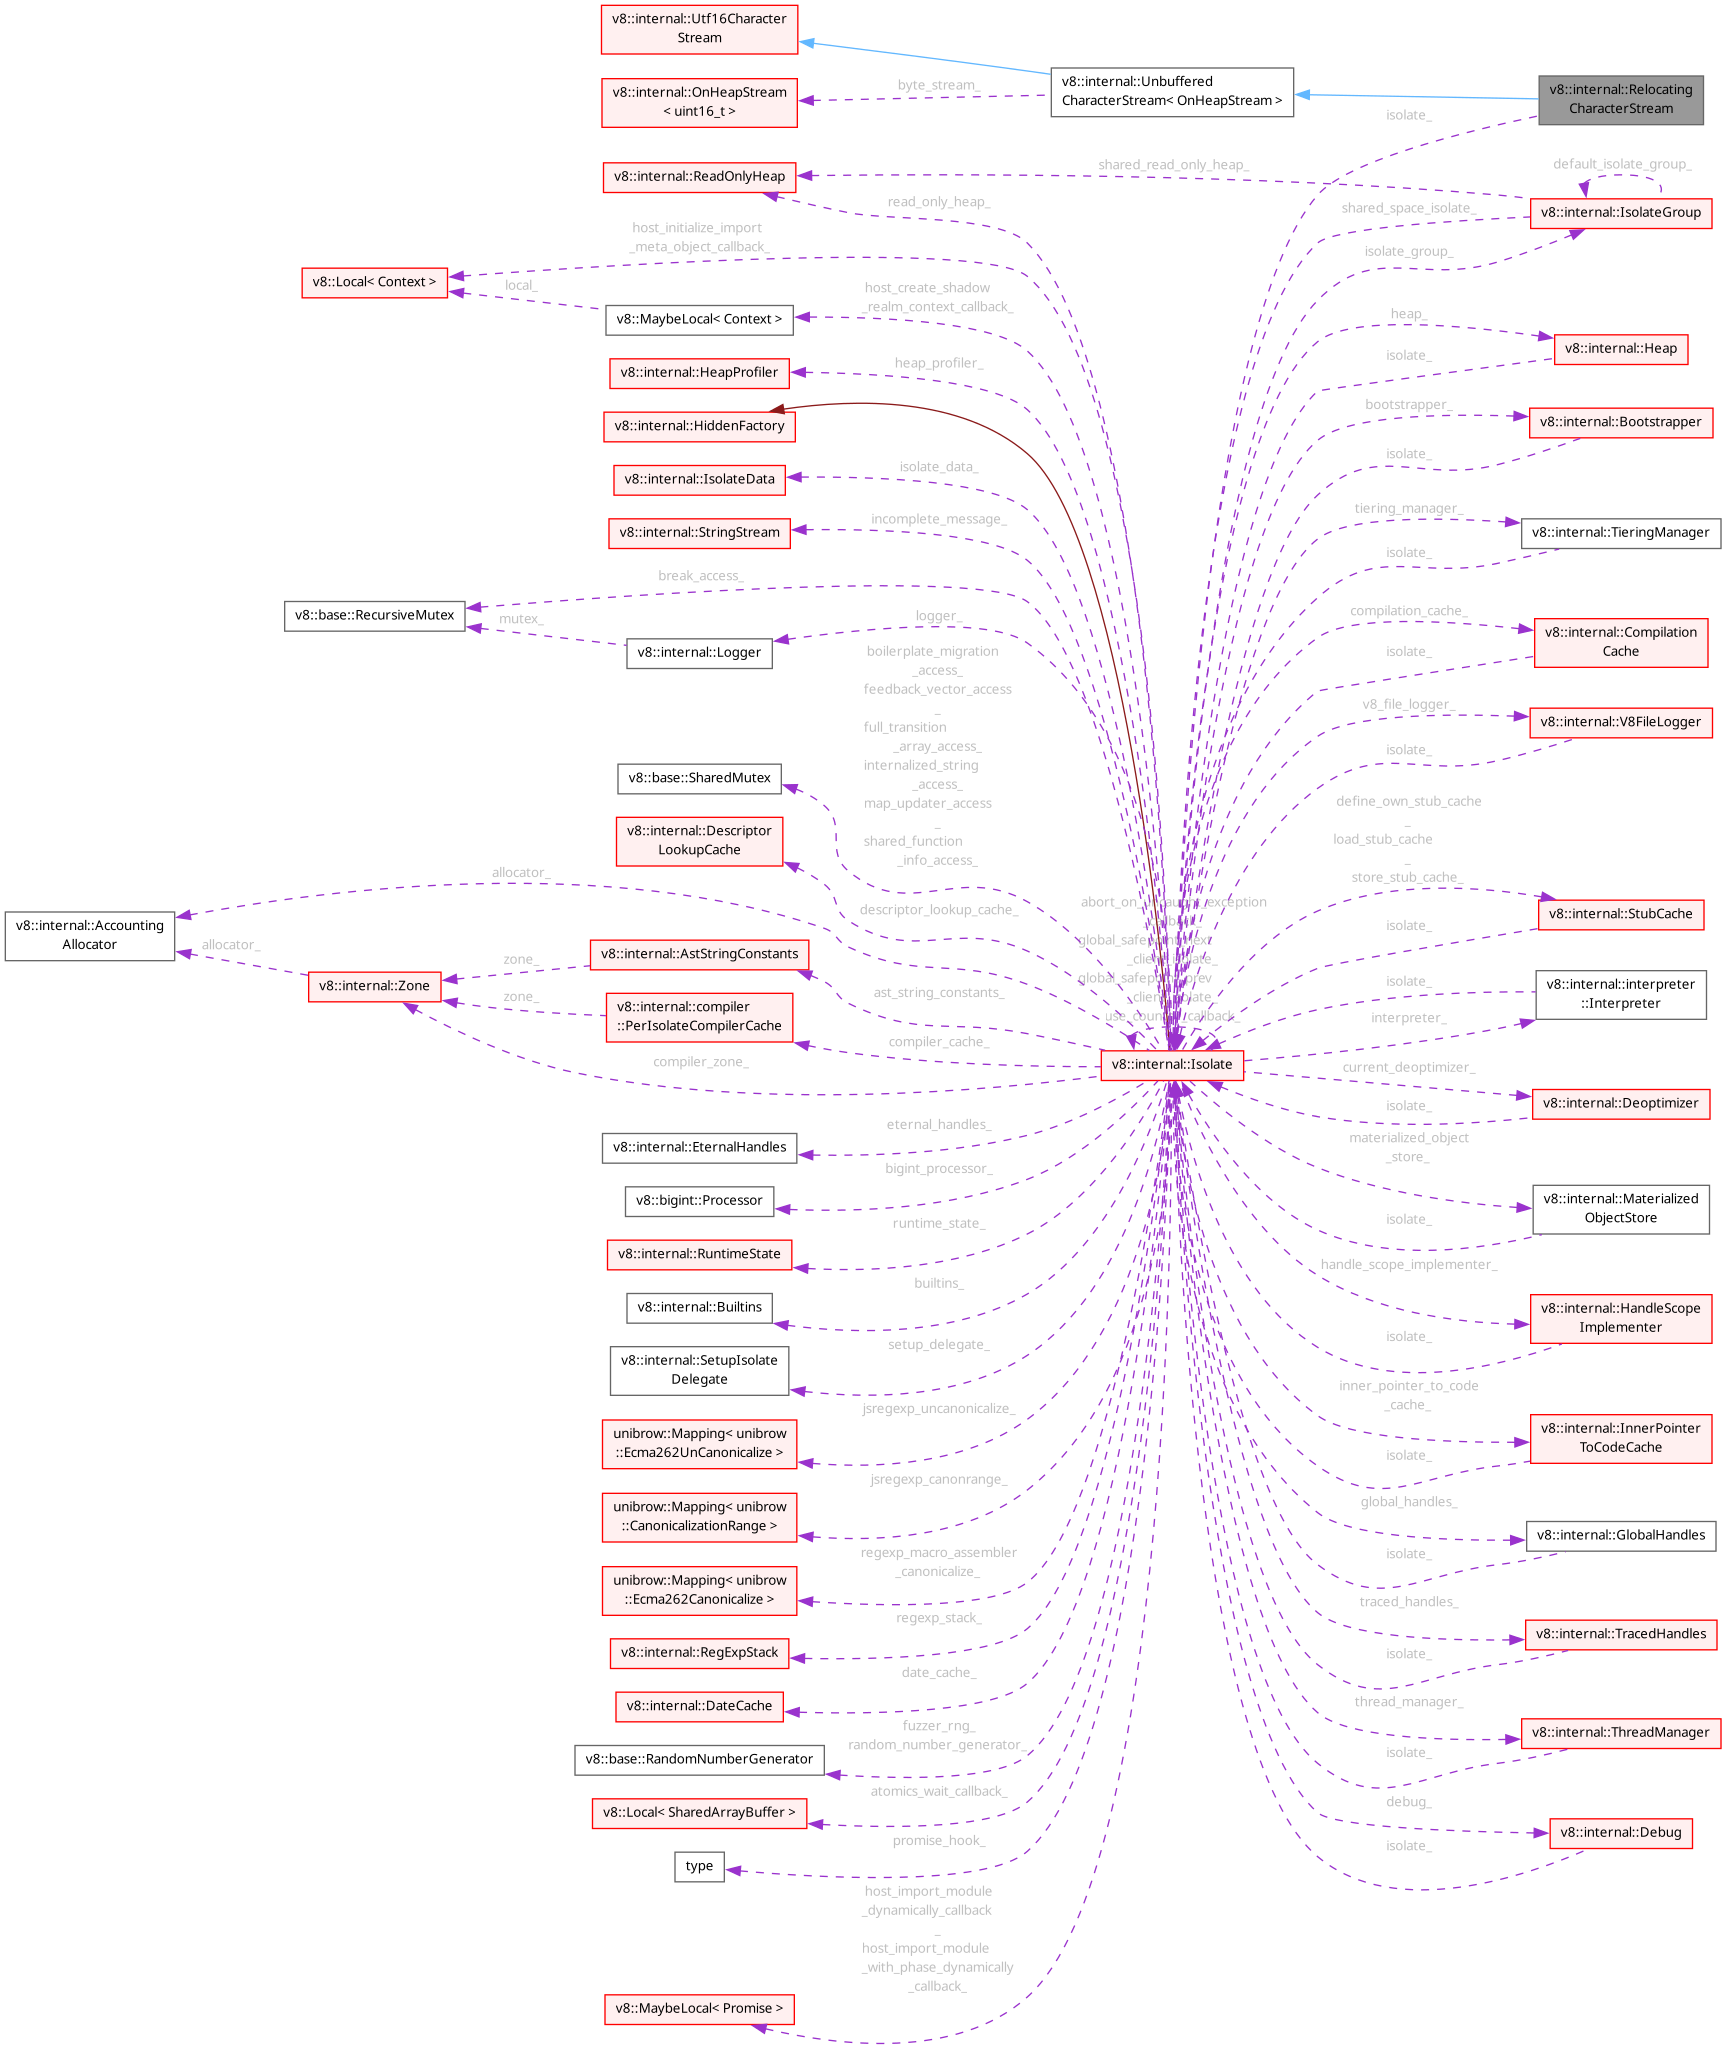 v8::internal::Utf16Character
Stream
v8::internal::OnHeapStream
< uint16_t >
byte_stream_
v8::internal::Unbuffered
CharacterStream< OnHeapStream >
v8::internal::Relocating
CharacterStream
isolate_
v8::internal::ReadOnlyHeap
shared_read_only_heap_
default_isolate_group_
read_only_heap_
shared_space_isolate_
v8::internal::IsolateGroup
host_initialize_import
_meta_object_callback_
isolate_group_
v8::Local< Context >
local_
v8::MaybeLocal< Context >
host_create_shadow
_realm_context_callback_
heap_
v8::internal::Heap
isolate_
v8::internal::HeapProfiler
heap_profiler_
bootstrapper_
v8::internal::Bootstrapper
v8::internal::HiddenFactory
isolate_
v8::internal::IsolateData
isolate_data_
tiering_manager_
v8::internal::TieringManager
v8::internal::StringStream
incomplete_message_
isolate_
break_access_
v8::base::RecursiveMutex
mutex_
v8::internal::Logger
logger_
compilation_cache_
v8::internal::Compilation
Cache
isolate_
boilerplate_migration
_access_
feedback_vector_access
_
full_transition
_array_access_
internalized_string
_access_
map_updater_access
_
shared_function
_info_access_
v8_file_logger_
v8::internal::V8FileLogger
isolate_
v8::base::SharedMutex
v8::internal::Descriptor
LookupCache
define_own_stub_cache
_
load_stub_cache
_
store_stub_cache_
allocator_
descriptor_lookup_cache_
v8::internal::StubCache
isolate_
v8::internal::Accounting
Allocator
allocator_
v8::internal::Zone
zone_
v8::internal::AstStringConstants
zone_
v8::internal::compiler
::PerIsolateCompilerCache
ast_string_constants_
compiler_cache_
compiler_zone_
_client_isolate_
use_counter_callback_
v8::internal::Isolate
isolate_
v8::internal::interpreter
::Interpreter
interpreter_
current_deoptimizer_
v8::internal::Deoptimizer
isolate_
v8::internal::EternalHandles
eternal_handles_
materialized_object
_store_
v8::bigint::Processor
bigint_processor_
v8::internal::Materialized
ObjectStore
isolate_
v8::internal::RuntimeState
runtime_state_
handle_scope_implementer_
v8::internal::Builtins
builtins_
v8::internal::HandleScope
Implementer
isolate_
v8::internal::SetupIsolate
Delegate
setup_delegate_
inner_pointer_to_code
_cache_
v8::internal::InnerPointer
ToCodeCache
isolate_
unibrow::Mapping< unibrow
::Ecma262UnCanonicalize >
jsregexp_uncanonicalize_
unibrow::Mapping< unibrow
::CanonicalizationRange >
jsregexp_canonrange_
global_handles_
v8::internal::GlobalHandles
isolate_
unibrow::Mapping< unibrow
::Ecma262Canonicalize >
regexp_macro_assembler
_canonicalize_
traced_handles_
v8::internal::TracedHandles
isolate_
v8::internal::RegExpStack
regexp_stack_
v8::internal::DateCache
date_cache_
thread_manager_
v8::internal::ThreadManager
isolate_
v8::base::RandomNumberGenerator
fuzzer_rng_
random_number_generator_
v8::Local< SharedArrayBuffer >
atomics_wait_callback_
debug_
v8::internal::Debug
isolate_
type
promise_hook_
host_import_module
_dynamically_callback
_
host_import_module
_with_phase_dynamically
_callback_
v8::MaybeLocal< Promise >